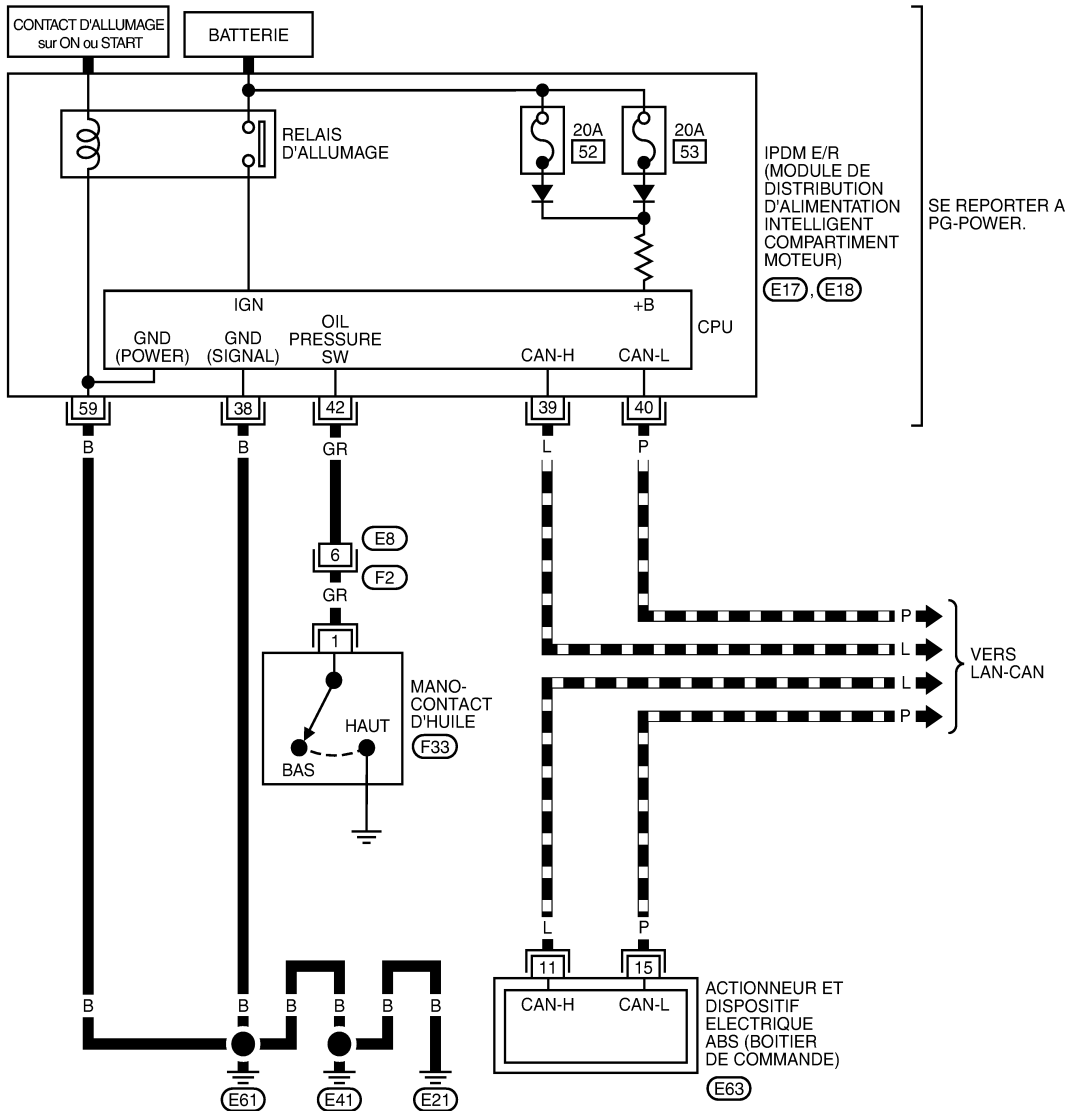 CONTACT D'ALLUMAGE
sur ON ou START
BATTERIE
RELAIS
D'ALLUMAGE
20A
52
20A
53
IPDM E/R
(MODULE DE
DISTRIBUTION
D'ALIMENTATION
INTELLIGENT
COMPARTIMENT
MOTEUR)
E17 , E18
SE REPORTER A
PG-POWER.
IGN
+B
CPU
GND
(POWER)
GND
(SIGNAL)
OIL
PRESSURE
SW
CAN-H
CAN-L
59
38
42
39
40
B
B
GR
L
P
6
E8
F2
GR
1
MANO-
CONTACT
D'HUILE
F33
HAUT
BAS
P
L
L
P
VERS
LAN-CAN
L
P
11
15
CAN-H
CAN-L
ACTIONNEUR ET
DISPOSITIF
ELECTRIQUE
ABS (BOITIER
DE COMMANDE)
E63
B
B
B
B
B
B
E61
E41
E21